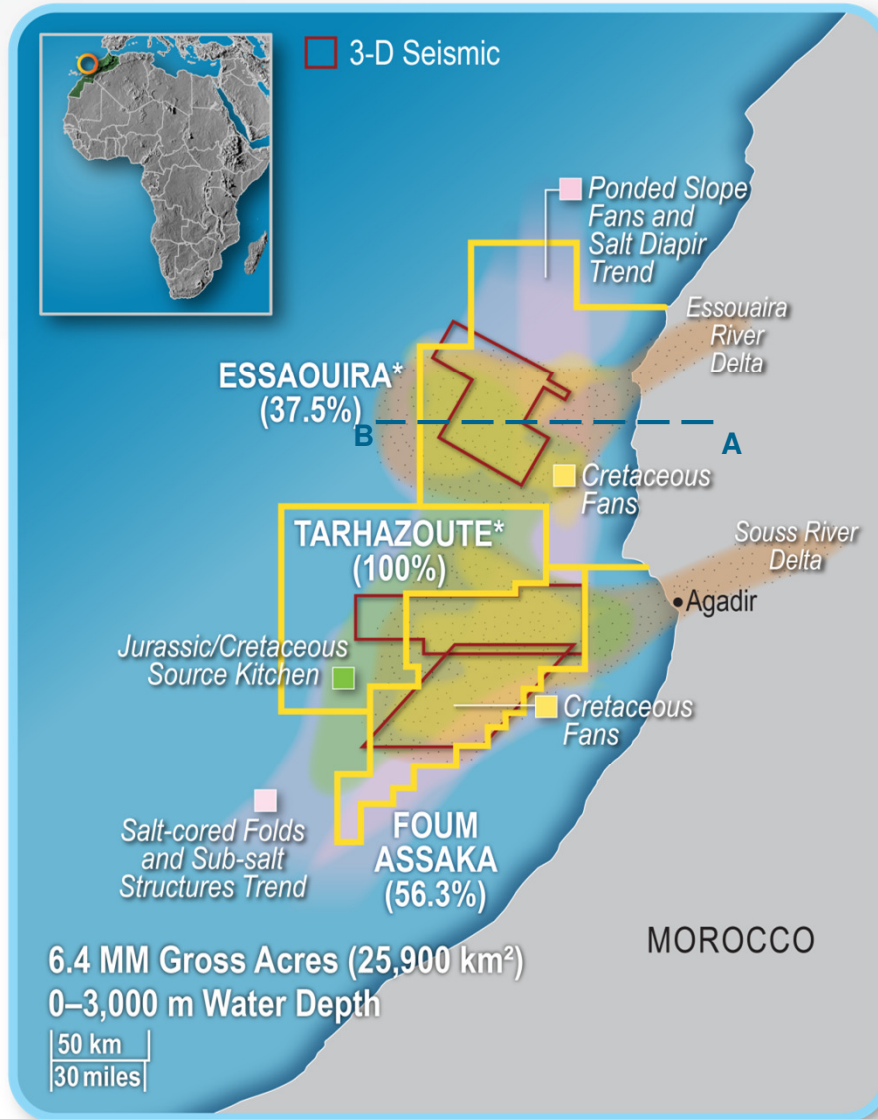 3-D Seismic
Ponded Slope
Fans and
Salt Diapir
Trend
Essouaira
River
Delta
ESSAOUIRA*
(37.5%)
B
A
Cretaceous
Fans
TARHAZOUTE*
(100%)
Souss River
Delta
Agadir
Jurassic/Cretaceous
Source Kitchen
Cretaceous
Fans
Salt-cored Folds
and Sub-salt
Structures Trend
FOUM
ASSAKA
(56.3%)
MOROCCO
6.4 MM Gross Acres (25,900 km²)
0–3,000 m Water Depth
50 km
30 miles